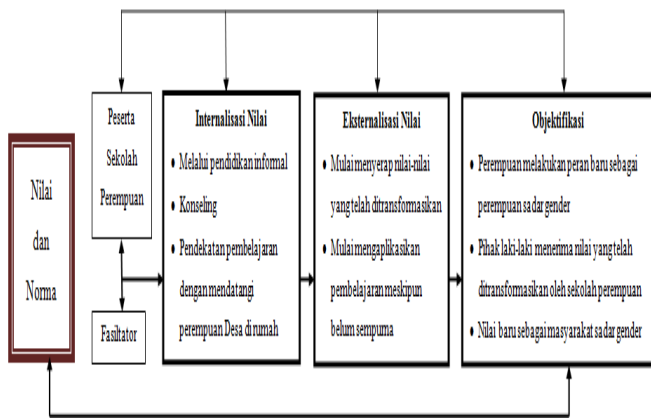 Nilai
dan
Norma
Peserta
Sekolah
Perempuan
Fasiltator
Internalisasi Nilai
• Melalui pendidikan informal
• Konseling
• Pendekatan pembelajaran
dengan mendatangi
perempuan Desa di rumah
Eksternalisasi Nilai
• Mulai menyerap nilai-nilai
yang telah ditransformasikan
• Mulai mengaplikasikan
pembelajaran meskipun
belum sempurna
Objektifikasi
• Perempuan melakukan peran baru sebagai
perempuan sadar gender
• Pihak laki-laki menerima nilai yang telah
ditransformasikan oleh sekolah perempuan
• Nilai baru sebagai masyarakat sadar gender